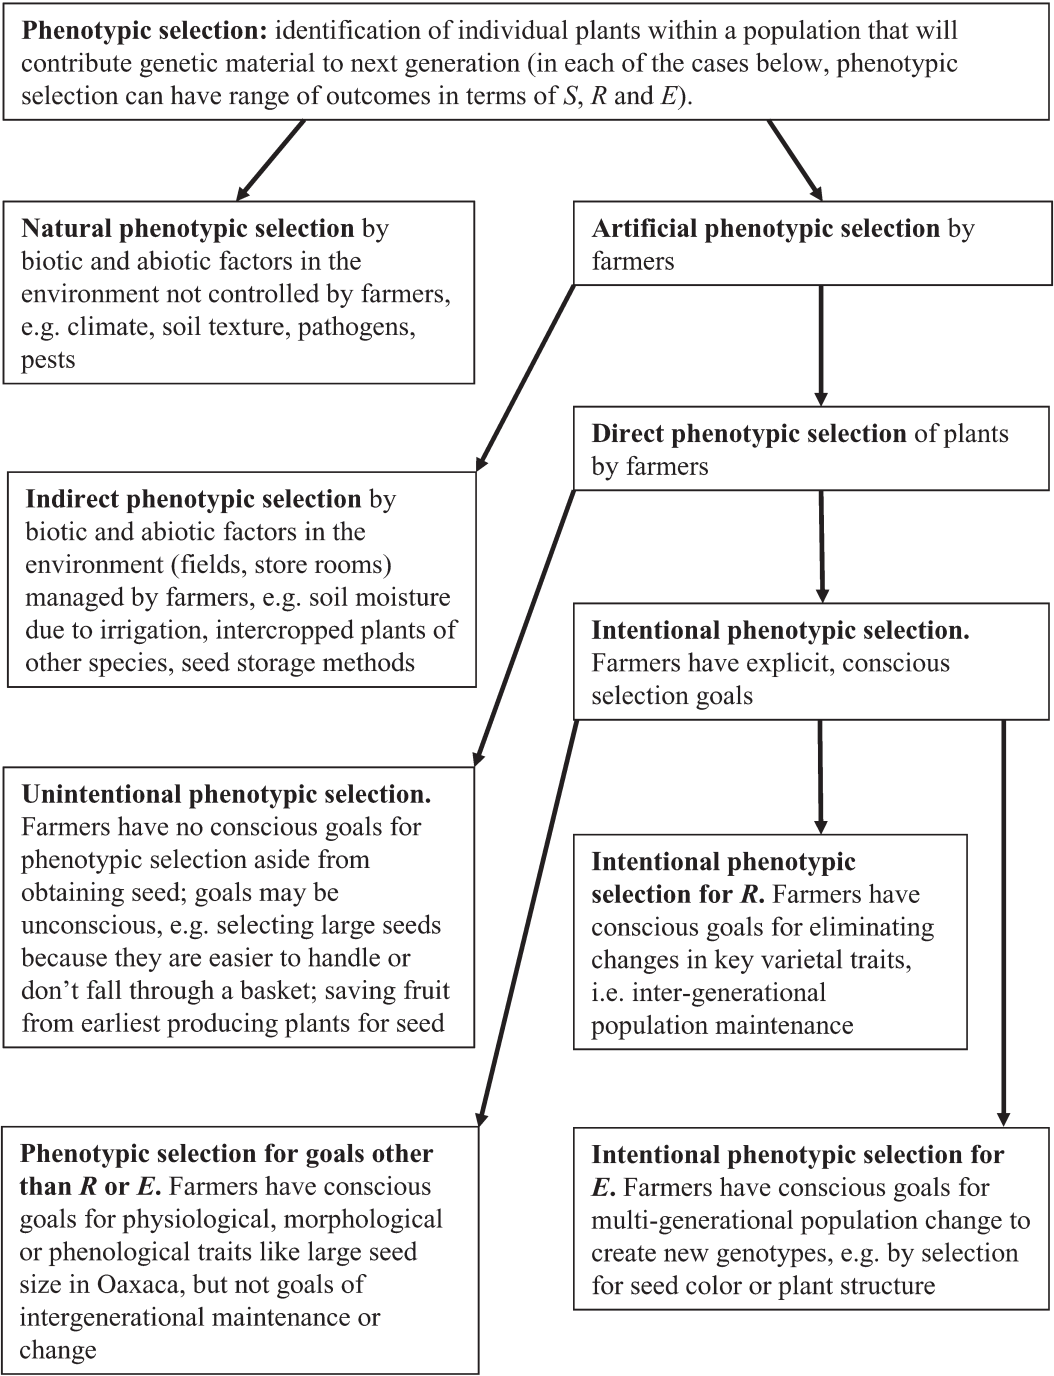 Phenotypic selection: identification of individual plants within a population that will
contribute genetic material to next generation (in each of the cases below, phenotypic
selection can have range of outcomes in terms of S, R and E).
Natural phenotypic selection by
biotic and abiotic factors in the
environment not controlled by farmers,
e.g. climate, soil texture, pathogens,
pests
Artificial phenotypic selection by
farmers
Direct phenotypic selection of plants
by farmers
Indirect phenotypic selection by
biotic and abiotic factors in the
environment (fields, store rooms)
managed by farmers, e.g. soil moisture
due to irrigation, intercropped plants of
other species, seed storage methods
Intentional phenotypic selection.
Farmers have explicit, conscious
selection goals
Unintentional phenotypic selection.
Farmers have no conscious goals for
phenotypic selection aside from
obtaining seed; goals may be
unconscious, e.g. selecting large seeds
because they are easier to handle or
don’t fall through a basket; saving fruit
from earliest producing plants for seed
Intentional phenotypic
selection for R. Farmers have
conscious goals for eliminating
changes in key varietal traits,
i.e. inter-generational
population maintenance
Phenotypic selection for goals other
than R or E. Farmers have conscious
goals for physiological, morphological
or phenological traits like large seed
size in Oaxaca, but not goals of
intergenerational maintenance or
change
Intentional phenotypic selection for
E. Farmers have conscious goals for
multi-generational population change to
create new genotypes, e.g. by selection
for seed color or plant structure